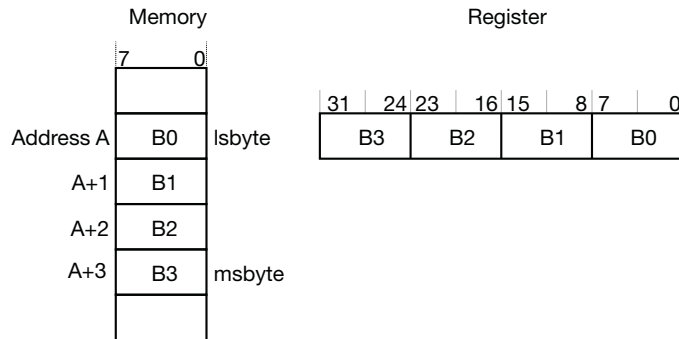 Memory
Register
7 0
31 24 23 16 15 8 7 0
Address A B0 lsbyte
B3 B2 B1 B0
A+1 B1
A+2 B2
A+3 B3 msbyte